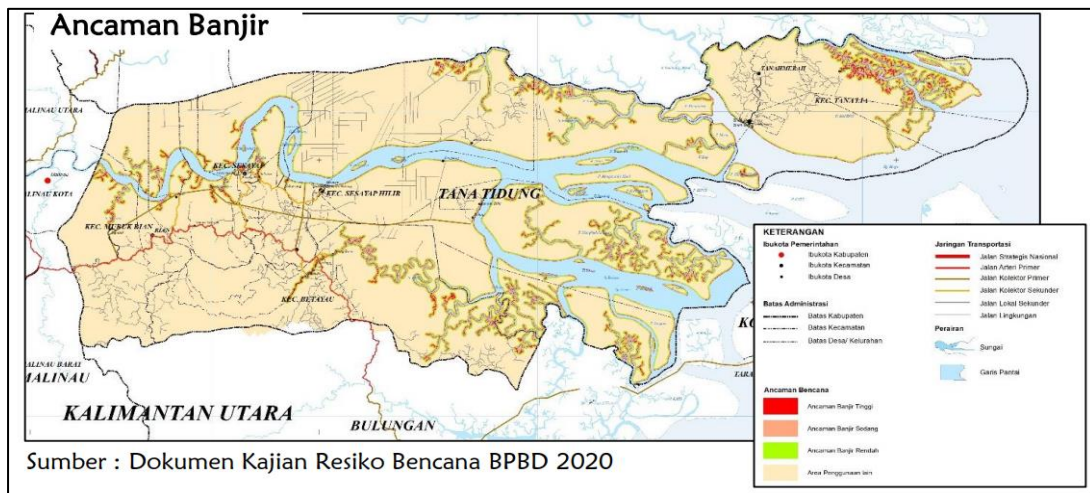 Ancaman Banjir
TANAHMERAH
KEC. TANA LIA
MALINAU UTARA
KEC. SESAYAP
MALINAU KOTA
KEC. SESAYAP HILIR
TANA TIDUNG
KEC. MURUK RIAN
RIAN
KEC. BETAYAU
MALINAU BARAT
MALINAU
KALIMANTAN UTARA
BULUNGAN
KETERANGAN
Ibukota Pemerintahan
Ibukota Kabupaten
Ibukota Kecamatan
Ibukota Desa
Batas Administrasi
Batas Kabupaten
Batas Kecamatan
Batas Desa/ Kelurahan
Jaringan Transportasi
Jalan Strategis Nasional
Jalan Arteri Primer
Jalan Kolektor Primer
Jalan Kolektor Sekunder
Jalan Lokal Sekunder
Jalan Lingkungan
Perairan
Sungai
Garis Pantai
Ancaman Bencana
Ancaman Banjir Tinggi
Ancaman Banjir Sedang
Ancaman Banjir Rendah
Area Penggunaan lain
Sumber : Dokumen Kajian Resiko Bencana BPBD 2020